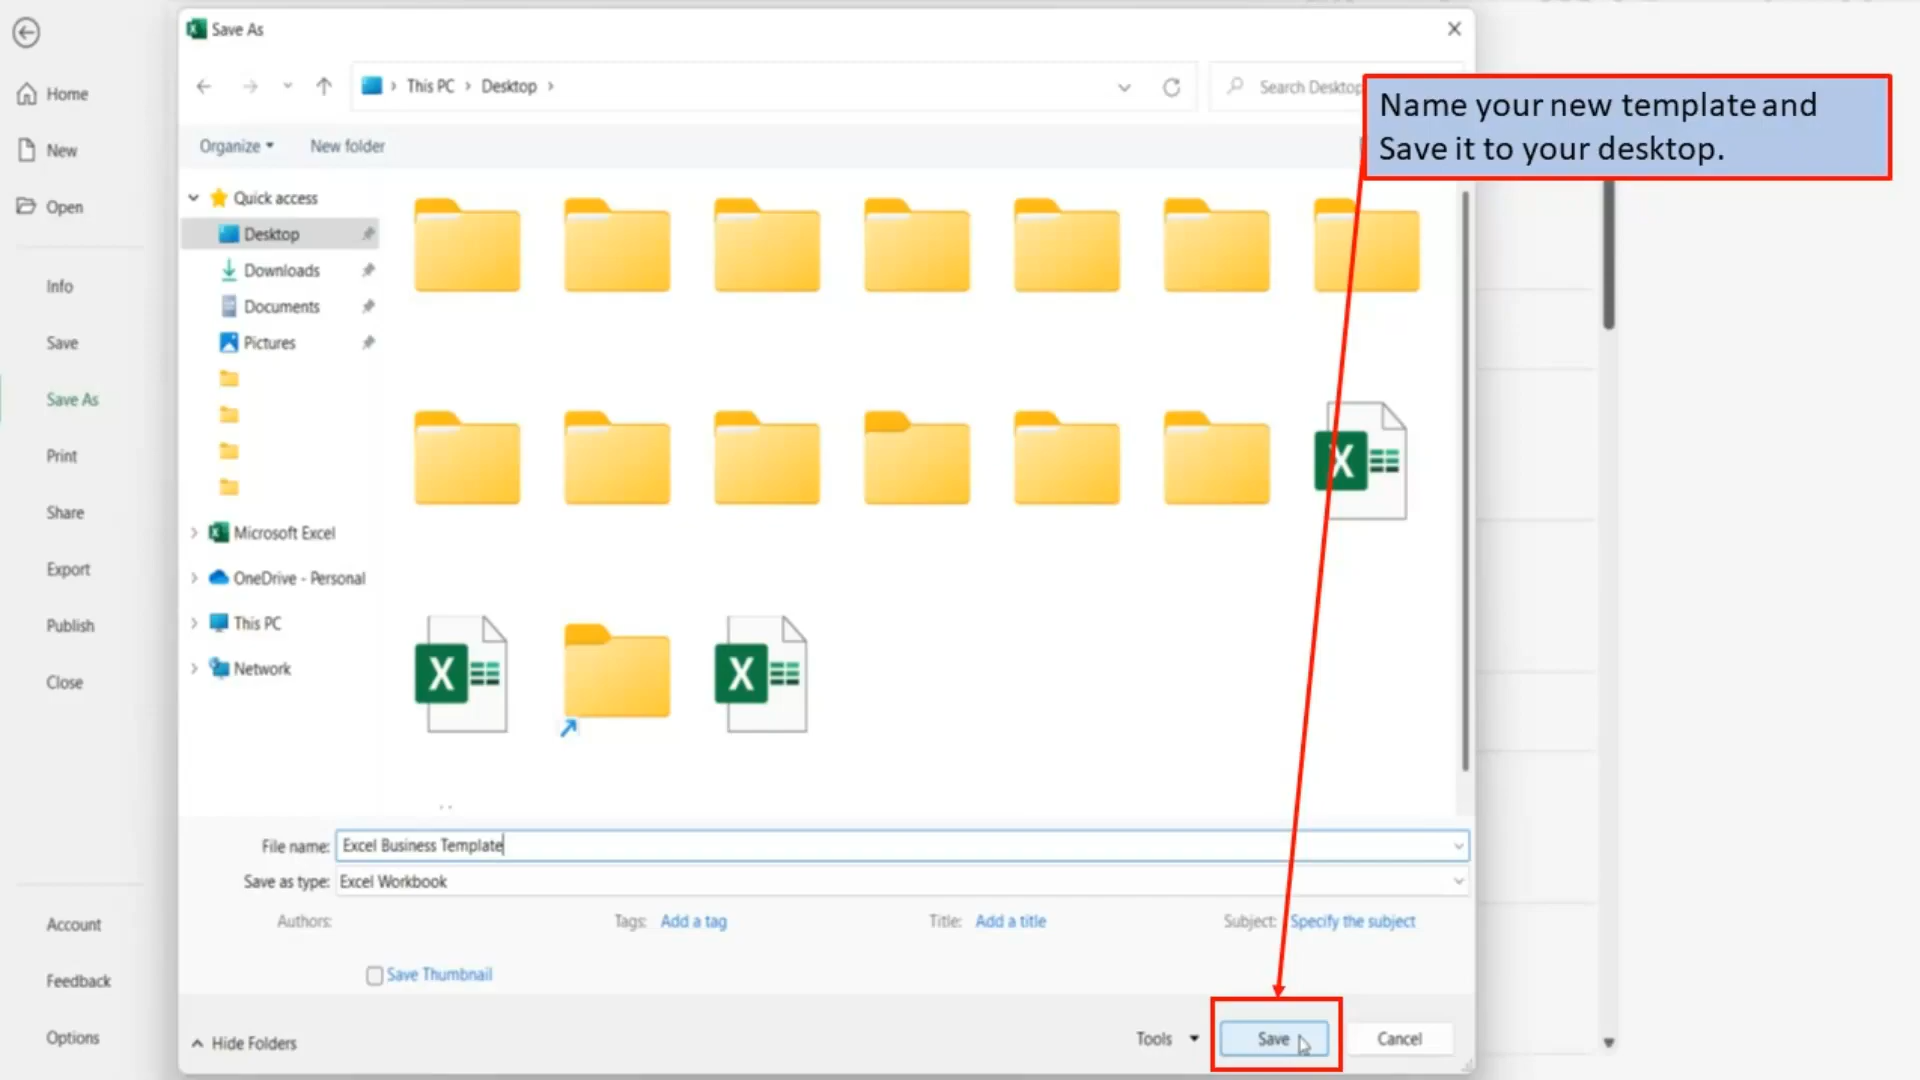 Save As
This PC
Desktop
Search Desktop
Name your new template and
Save it to your desktop.
Home
New
Open
Info
Save
Save As
Print
Share
Export
Publish
Close
Account
Feedback
Options
Organize
New folder
Quick access
Desktop
Downloads
Documents
Pictures
Microsoft Excel
OneDrive - Personal
This PC
Network
File name: Excel Business Template
Save as type: Excel Workbook
Authors:
Tags: Add a tag
Title: Add a title
Subject: Specify the subject
Save Thumbnail
Hide Folders
Tools
Save
Cancel